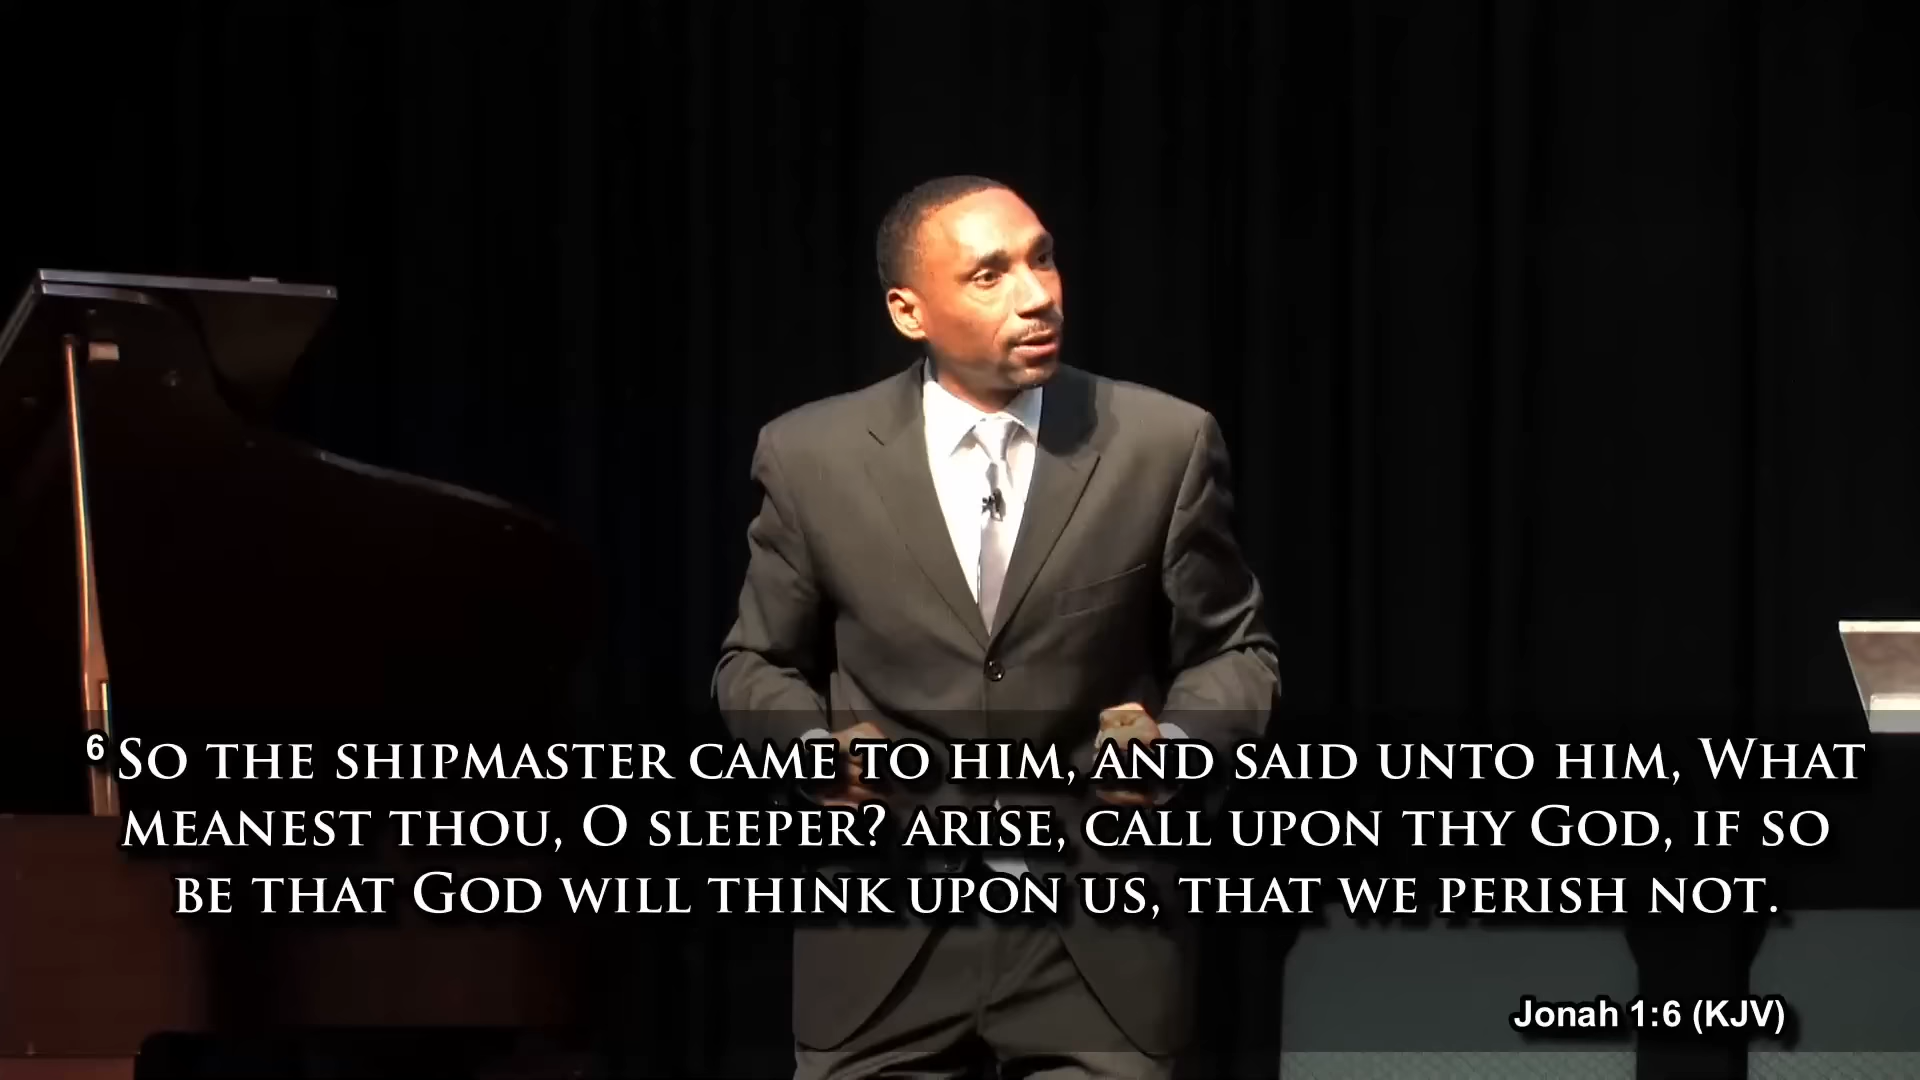 6 So the shipmaster came to him, and said unto him, What
meanest thou, O sleeper? arise, call upon thy God, if so
be that God will think upon us, that we perish not.
Jonah 1:6 (KJV)